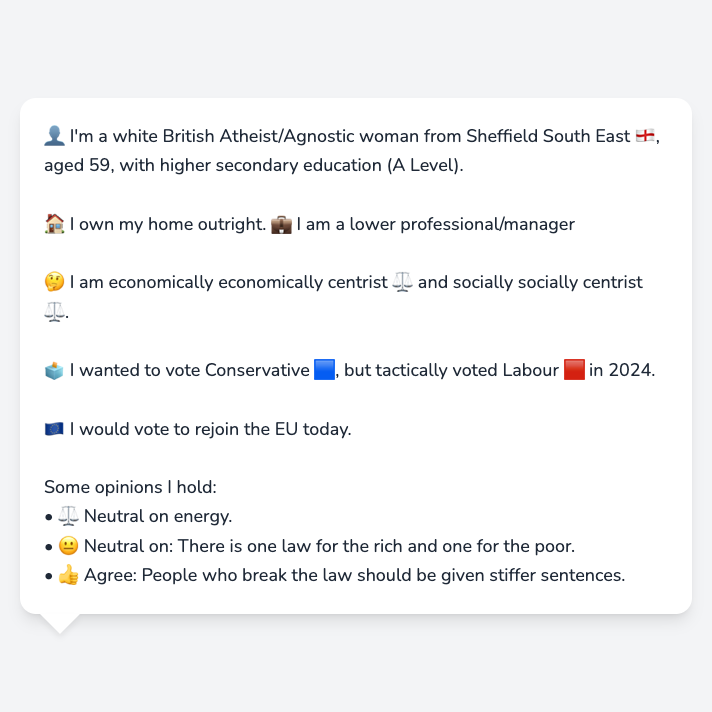 👤 I'm a white British Atheist/Agnostic woman from Sheffield South East 🏴󠁧󠁢󠁥󠁮󠁧󠁿,
aged 59, with higher secondary education (A Level).
🏠 I own my home outright. 💼 I am a lower professional/manager
🤔 I am economically economically centrist ⚖️ and socially socially centrist
⚖️.
🗳️ I wanted to vote Conservative 🟦, but tactically voted Labour 🟥 in 2024.
🇪🇺 I would vote to rejoin the EU today.
Some opinions I hold:
• ⚖️ Neutral on energy.
• 😐 Neutral on: There is one law for the rich and one for the poor.
• 👍 Agree: People who break the law should be given stiffer sentences.